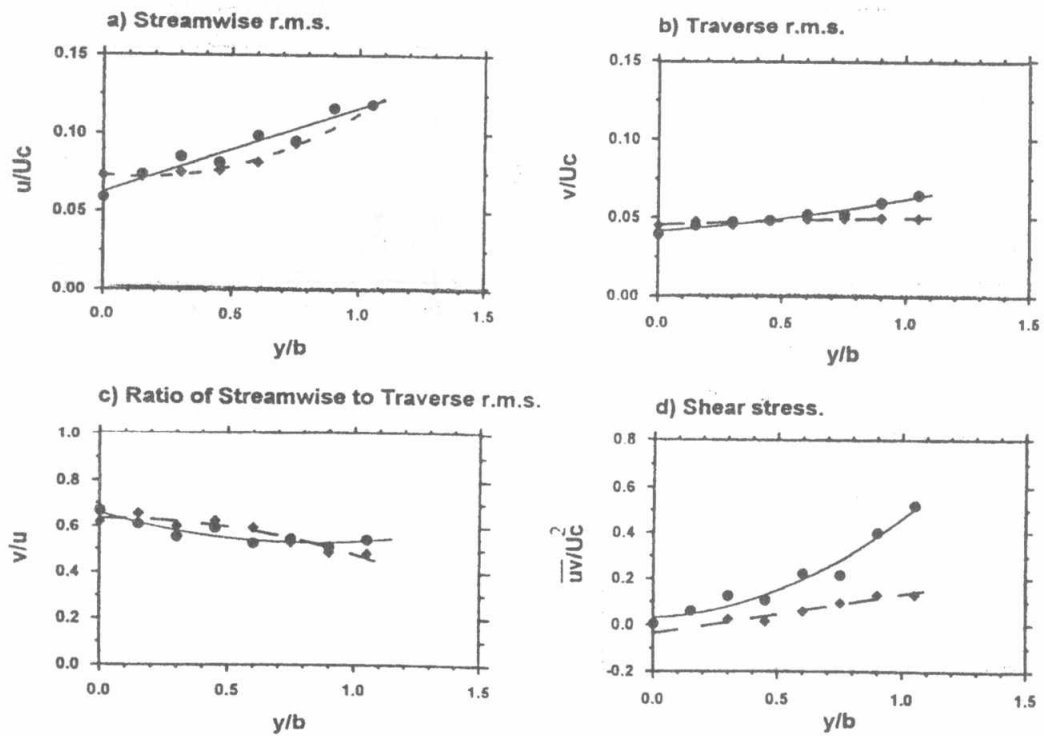 a) Streamwise r.m.s.
0.15
0.10
0.05
0.00
u/Uc
0.0 0.5 1.0 1.5
y/b
b) Traverse r.m.s.
0.15
0.10
0.05
0.00
v/Uc
0.0 0.5 1.0 1.5
y/b
c) Ratio of Streamwise to Traverse r.m.s.
1.0
0.8
0.6
0.4
0.2
0.0
v/u
0.0 0.5 1.0 1.5
y/b
d) Shear stress.
0.8
0.6
0.4
0.2
0.0
-0.2
u̅v̅/Uc²
0.0 0.5 1.0 1.5
y/b